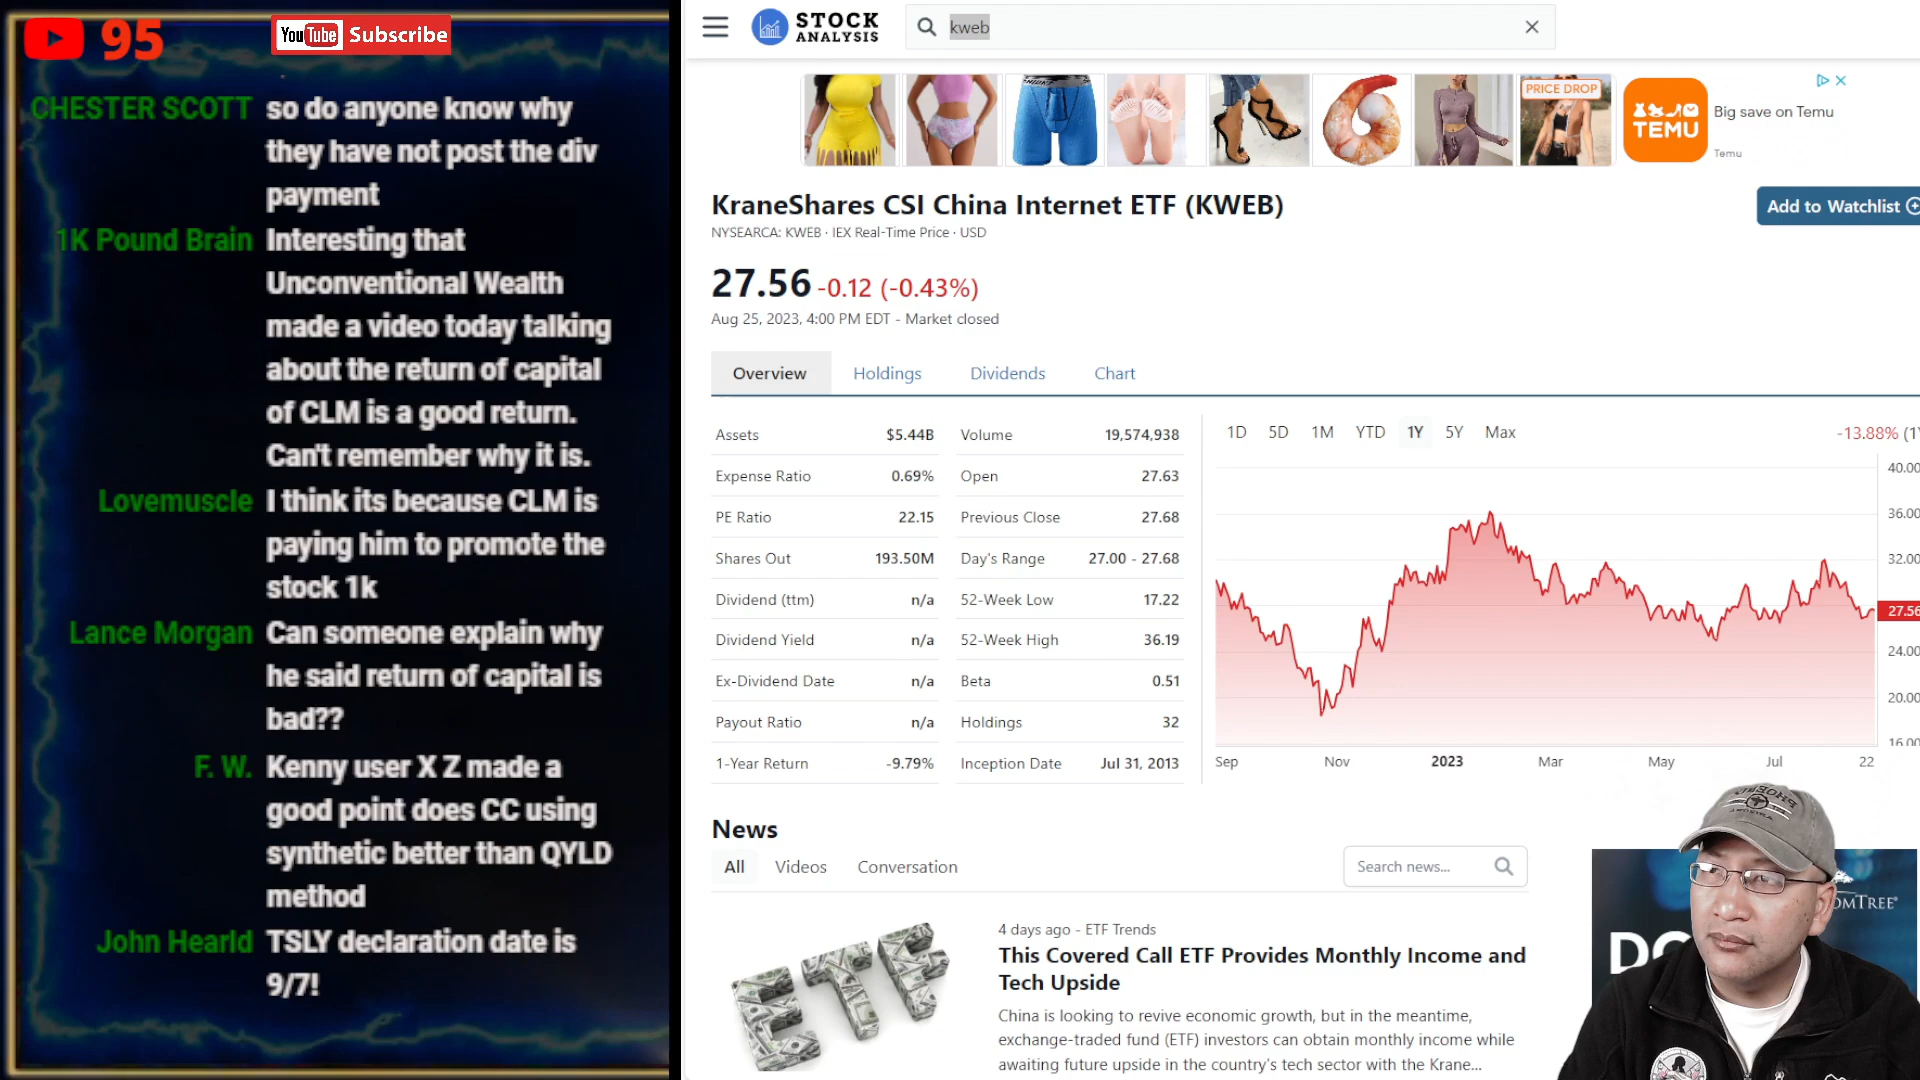 95
YouTube Subscribe
CHESTER SCOTT so do anyone know why
they have not post the div
payment
1K Pound Brain Interesting that
Unconventional Wealth
made a video today talking
about the return of capital
of CLM is a good return.
Can't remember why it is.
Lovemuscle I think its because CLM is
paying him to promote the
stock 1k
Lance Morgan Can someone explain why
he said return of capital is
bad??
F. W. Kenny user X Z made a
good point does CC using
synthetic better than QYLD
method
John Hearld TSLY declaration date is
9/7!
STOCK
ANALYSIS
kweb
PRICE DROP
TEMU
Big save on Temu
Temu
KraneShares CSI China Internet ETF (KWEB)
Add to Watchlist
NYSEARCA: KWEB · IEX Real-Time Price · USD
27.56 -0.12 (-0.43%)
Aug 25, 2023, 4:00 PM EDT - Market closed
Overview Holdings Dividends Chart
Assets $5.44B Volume 19,574,938
Expense Ratio 0.69% Open 27.63
PE Ratio 22.15 Previous Close 27.68
Shares Out 193.50M Day's Range 27.00 - 27.68
Dividend (ttm) n/a 52-Week Low 17.22
Dividend Yield n/a 52-Week High 36.19
Ex-Dividend Date n/a Beta 0.51
Payout Ratio n/a Holdings 32
1-Year Return -9.79% Inception Date Jul 31, 2013
1D 5D 1M YTD 1Y 5Y Max
-13.88% (1Y
40.00
36.00
32.00
27.56
24.00
20.00
16.00
Sep Nov 2023 Mar May Jul 22
News
All Videos Conversation
Search news...
4 days ago - ETF Trends
This Covered Call ETF Provides Monthly Income and
Tech Upside
China is looking to revive economic growth, but in the meantime,
exchange-traded fund (ETF) investors can obtain monthly income while
awaiting future upside in the country's tech sector with the Krane...
ETF
OMTREE
DO